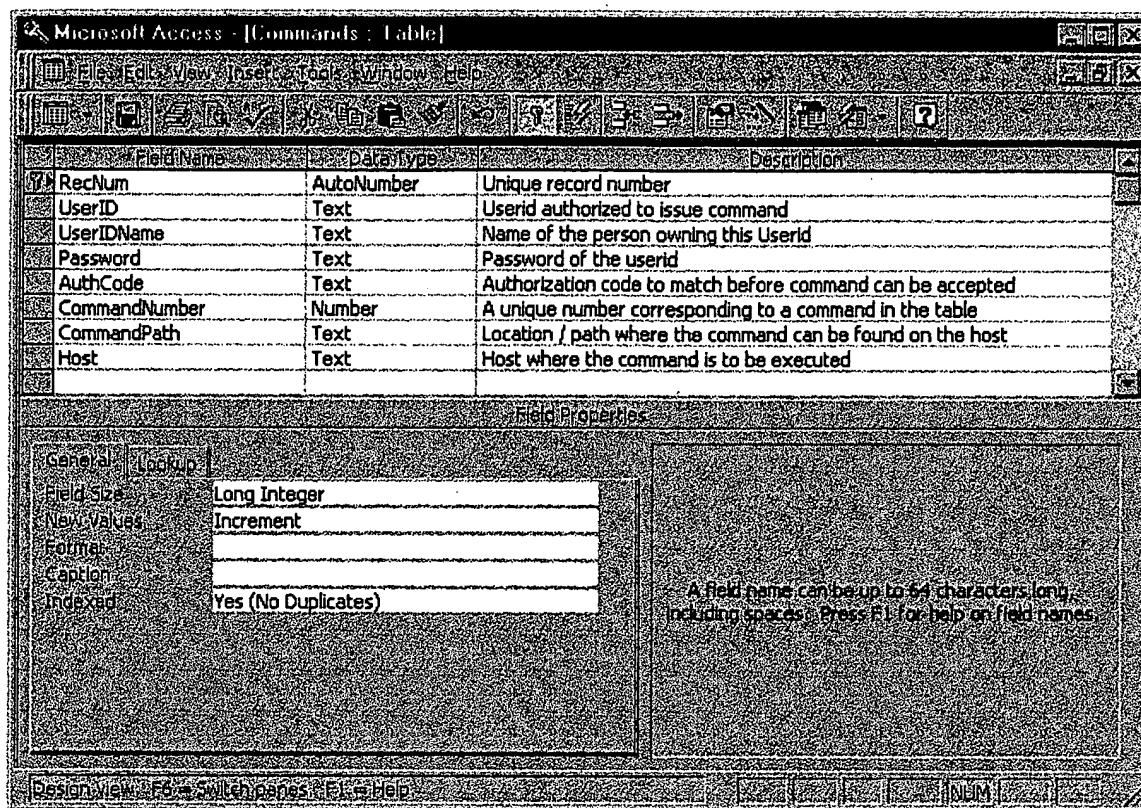 Microsoft Access - [Commands : Table]
File Edit View Insert Tools Window Help
Field Name Data Type Description
RecNum AutoNumber Unique record number
UserID Text Userid authorized to issue command
UserIDName Text Name of the person owning this UserId
Password Text Password of the userid
AuthCode Text Authorization code to match before command can be accepted
CommandNumber Number A unique number corresponding to a command in the table
CommandPath Text Location / path where the command can be found on the host
Host Text Host where the command is to be executed
Field Properties
General Lookup
Field Size Long Integer
New Values Increment
Format
Caption
Indexed Yes (No Duplicates)
A field name can be up to 64 characters long,
including spaces. Press F1 for help on field names.
Design view. F6 = Switch panes. F1 = Help. NUM